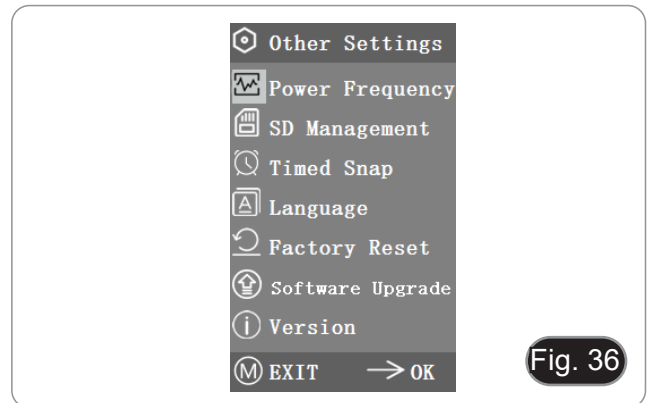 Other Settings
Power Frequency
SD Management
Timed Snap
Language
Factory Reset
Software Upgrade
Version
M EXIT → OK
Fig. 36